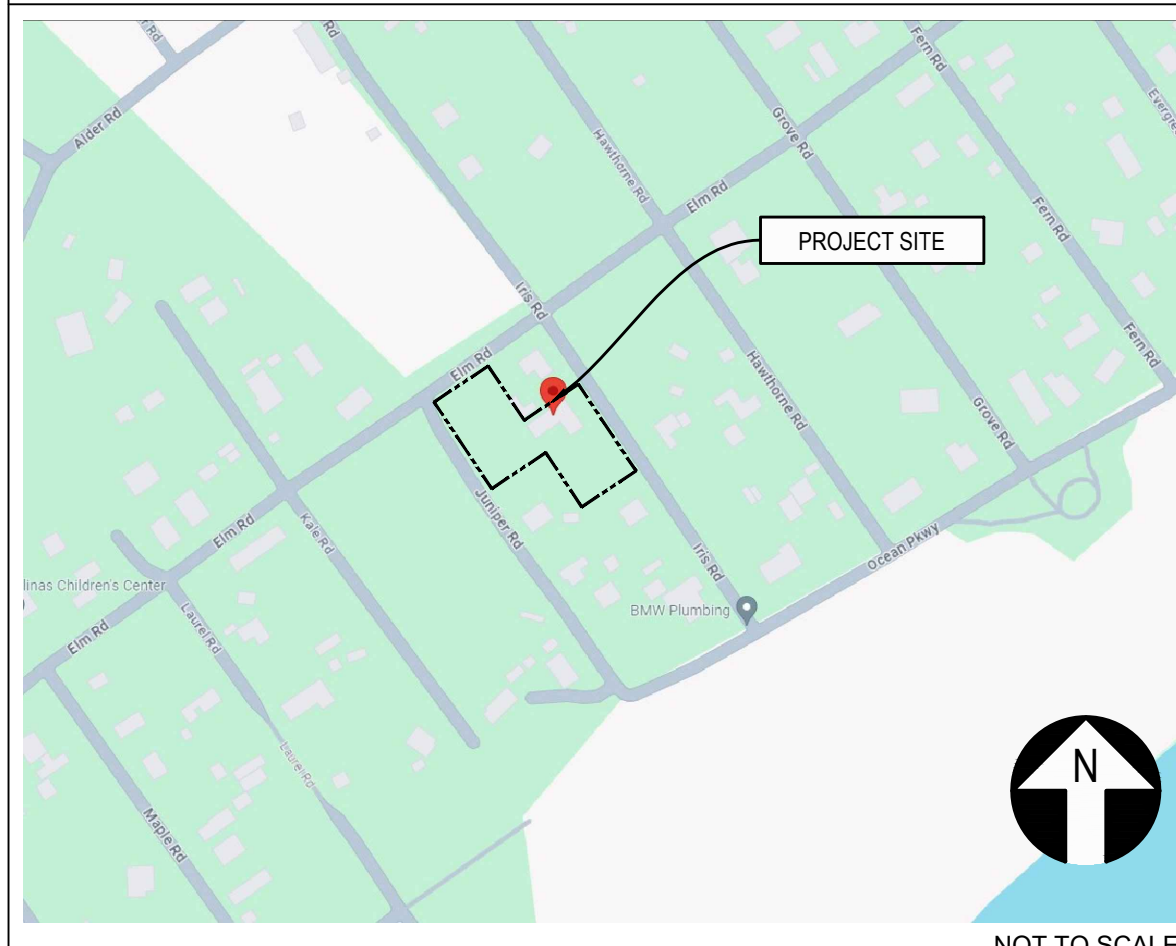 Rd
Rd
Fern Rd
Alder Rd
Grove Rd
Hawthorne Rd
Elm Rd
PROJECT SITE
Fern Rd
Iris Rd
Elm Rd
Fern Rd
Hawthorne Rd
Grove Rd
Juniper Rd
Kale Rd
Elm Rd
Iris Rd
Ocean Pkwy
linas Children's Center
BMW Plumbing
Laurel Rd
Elm Rd
Laurel Rd
N
Maple Rd
NOT TO SCALE